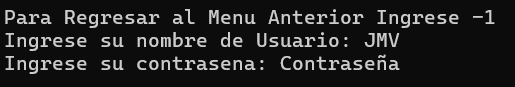 Para Regresar al Menu Anterior Ingrese -1
Ingrese su nombre de Usuario: JMV
Ingrese su contrasena: Contraseña